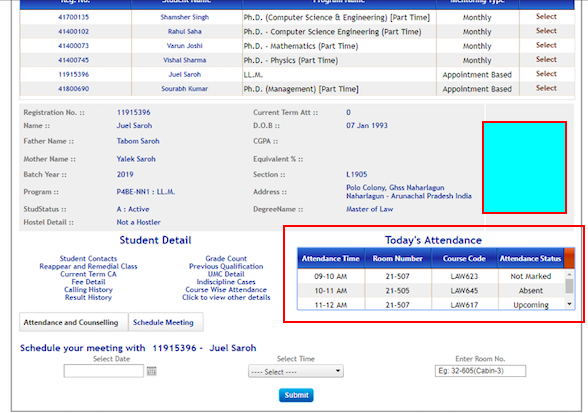 Reg. No. Student Name Program Name Mentoring Type
41700135 Shamsher Singh Ph.D. (Computer Science & Engineering) [Part Time] Monthly Select
41400102 Rahul Saha Ph.D. - Computer Science Engineering (Part Time) Monthly Select
41400073 Varun Joshi Ph.D. - Mathematics (Part Time) Monthly Select
41400745 Vishal Sharma Ph.D. - Physics (Part Time) Monthly Select
11915396 Juel Saroh LL.M. Appointment Based Select
41800690 Sourabh Kumar Ph.D. (Management) [Part Time] Appointment Based Select
Registration No. :: 11915396 Current Term Att :: 0
Name :: Juel Saroh D.O.B :: 07 Jan 1993
Father Name :: Tabom Saroh CGPA ::
Mother Name :: Yalek Saroh Equivalent % ::
Batch Year :: 2019 Section :: L1905
Program :: P4BE-NN1 : LL.M. Address :: Polo Colony, Ghss Naharlagun
Naharlagun - Arunachal Pradesh India
StudStatus :: A : Active DegreeName :: Master of Law
Hostel Detail :: Not a Hostler
Student Detail
Student Contacts Grade Count
Reappear and Remedial Class Previous Qualification
Current Term CA UMC Detail
Fee Detail Indiscipline Cases
Calling History Course Wise Attendance
Result History Click to view other details
Today's Attendance
Attendance Time Room Number Course Code Attendance Status
09-10 AM 21-507 LAW623 Not Marked
10-11 AM 21-505 LAW645 Absent
11-12 AM 21-507 LAW617 Upcoming
Attendance and Counselling Schedule Meeting
Schedule your meeting with 11915396 - Juel Saroh
Select Date Select Time Enter Room No.
---- Select ---- Eg: 32-605(Cabin-3)
Submit